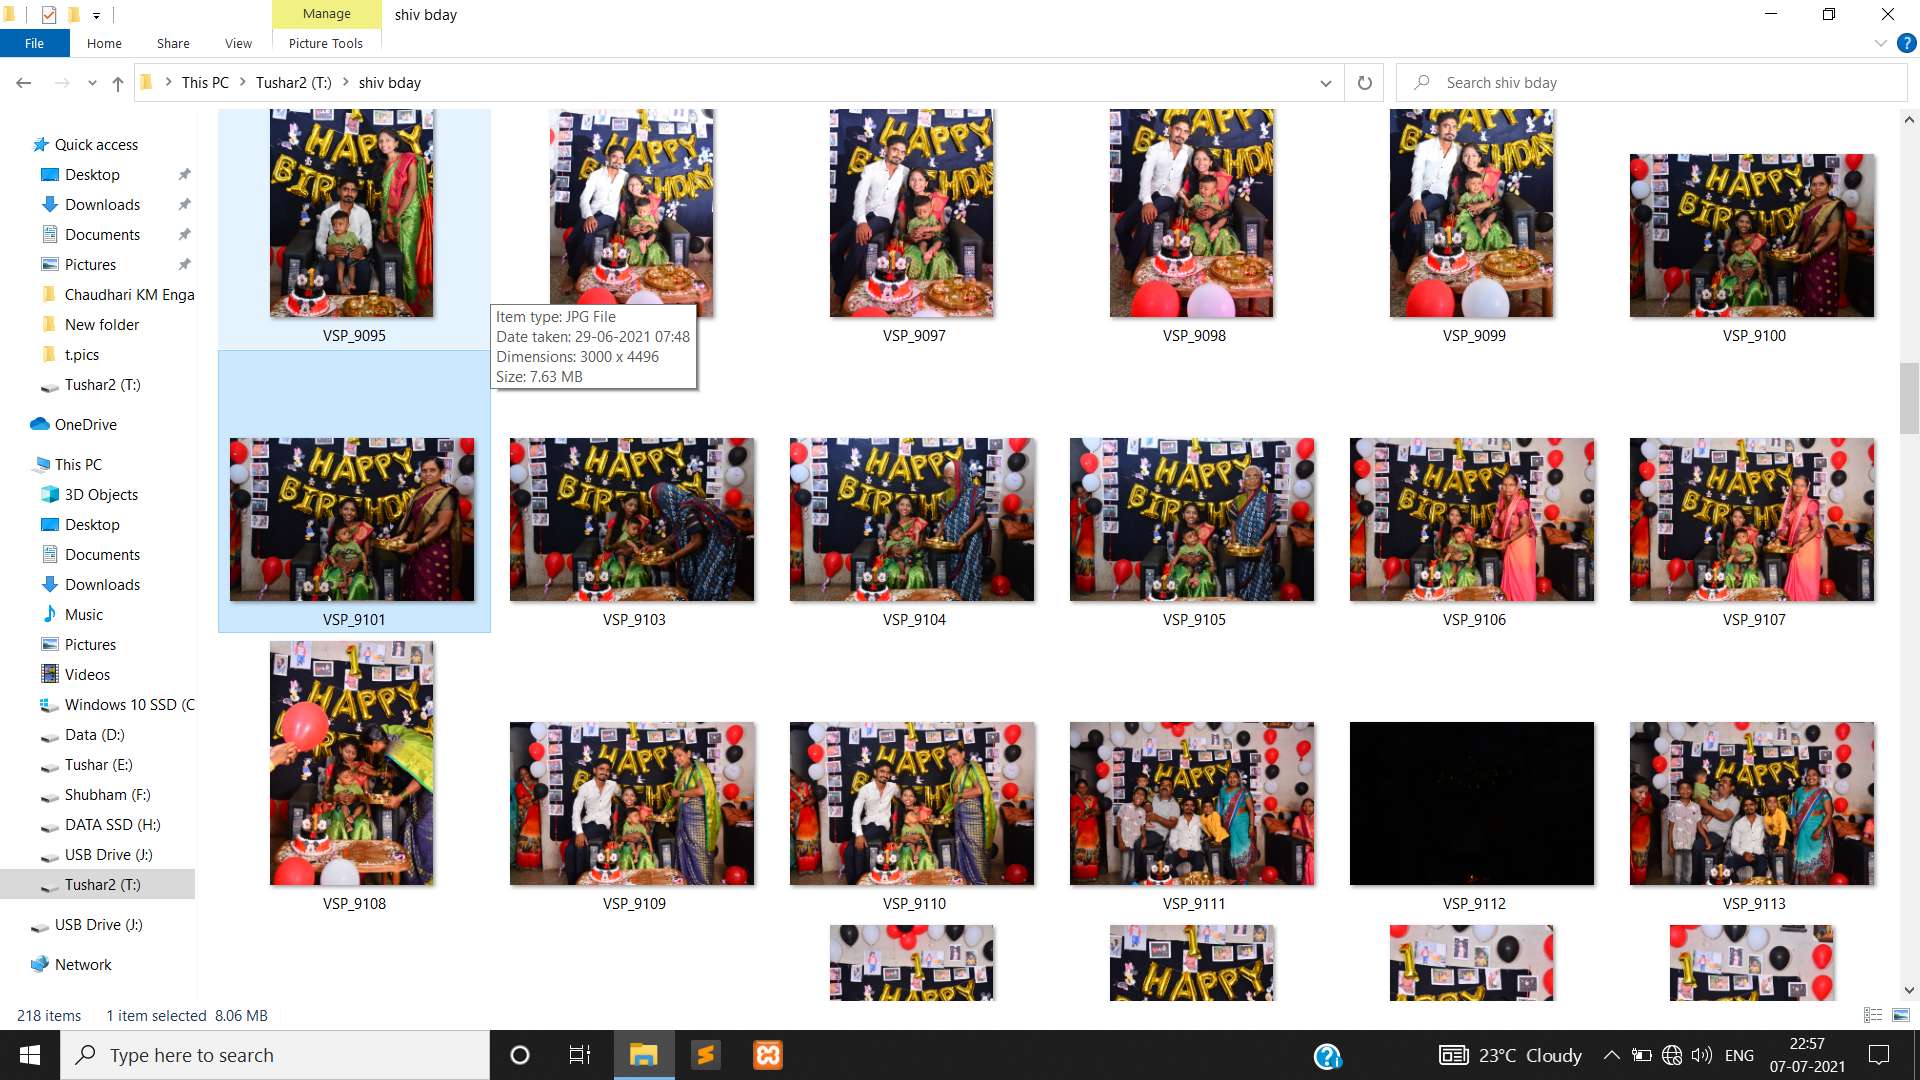 Manage
shiv bday
File
Home
Share
View
Picture Tools
?
This PC
Tushar2 (T:)
shiv bday
Search shiv bday
Quick access
Desktop
Downloads
Documents
Pictures
Chaudhari KM Enga
New folder
t.pics
Tushar2 (T:)
OneDrive
This PC
3D Objects
Desktop
Documents
Downloads
Music
Pictures
Videos
Windows 10 SSD (C
Data (D:)
Tushar (E:)
Shubham (F:)
DATA SSD (H:)
USB Drive (J:)
Tushar2 (T:)
USB Drive (J:)
Network
VSP_9095
VSP_9097
VSP_9098
VSP_9099
VSP_9100
Item type: JPG File
Date taken: 29-06-2021 07:48
Dimensions: 3000 x 4496
Size: 7.63 MB
VSP_9101
VSP_9103
VSP_9104
VSP_9105
VSP_9106
VSP_9107
VSP_9108
VSP_9109
VSP_9110
VSP_9111
VSP_9112
VSP_9113
HAPPY
BIRTHDAY
218 items
1 item selected 8.06 MB
Type here to search
23°C Cloudy
ENG
22:57
07-07-2021